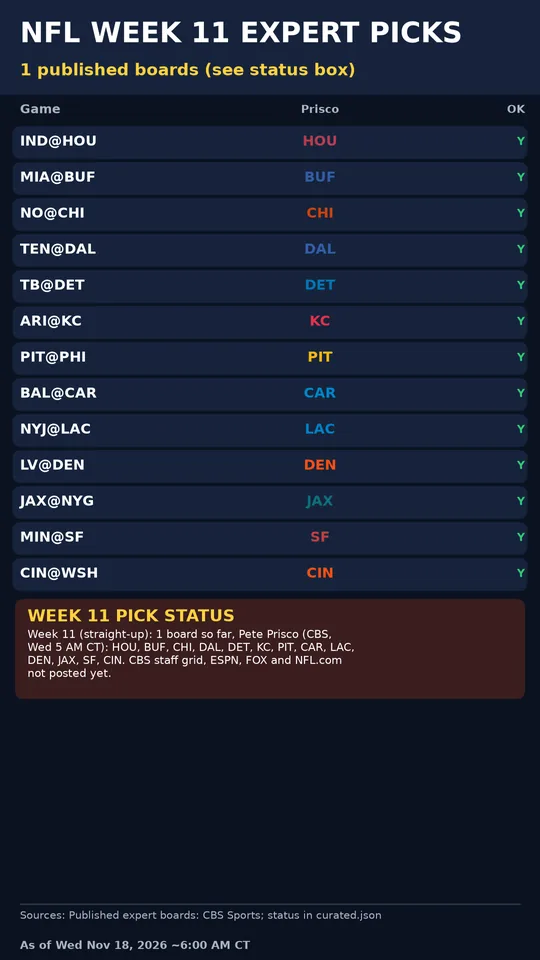 NFL WEEK 11 EXPERT PICKS
1 published boards (see status box)
Game Prisco OK
IND@HOU HOU Y
MIA@BUF BUF Y
NO@CHI CHI Y
TEN@DAL DAL Y
TB@DET DET Y
ARI@KC KC Y
PIT@PHI PIT Y
BAL@CAR CAR Y
NYJ@LAC LAC Y
LV@DEN DEN Y
JAX@NYG JAX Y
MIN@SF SF Y
CIN@WSH CIN Y
WEEK 11 PICK STATUS
Week 11 (straight-up): 1 board so far, Pete Prisco (CBS,
Wed 5 AM CT): HOU, BUF, CHI, DAL, DET, KC, PIT, CAR, LAC,
DEN, JAX, SF, CIN. CBS staff grid, ESPN, FOX and NFL.com
not posted yet.
Sources: Published expert boards: CBS Sports; status in curated.json
As of Wed Nov 18, 2026 ~6:00 AM CT